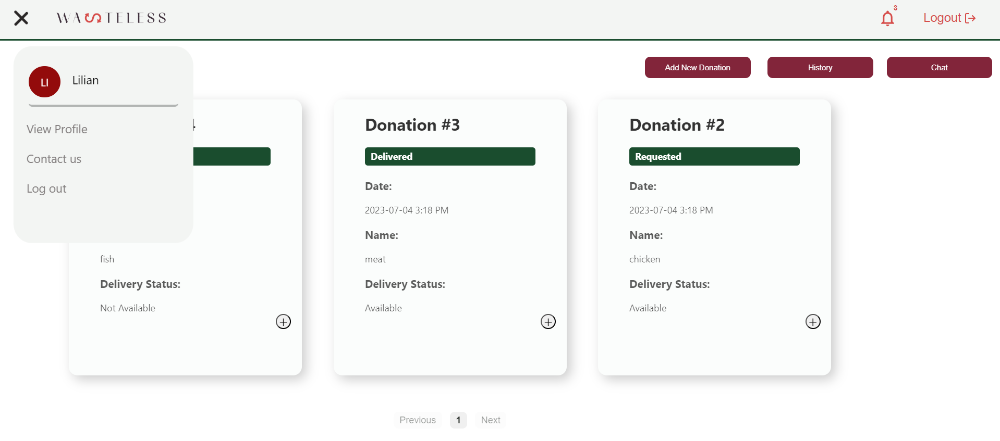 WASTELESS
3
Logout
Add New Donation
History
Chat
LI
Lilian
View Profile
Contact us
Log out
4
fish
Delivery Status:
Not Available
Donation #3
Delivered
Date:
2023-07-04 3:18 PM
Name:
meat
Delivery Status:
Available
Donation #2
Requested
Date:
2023-07-04 3:18 PM
Name:
chicken
Delivery Status:
Available
Previous
1
Next